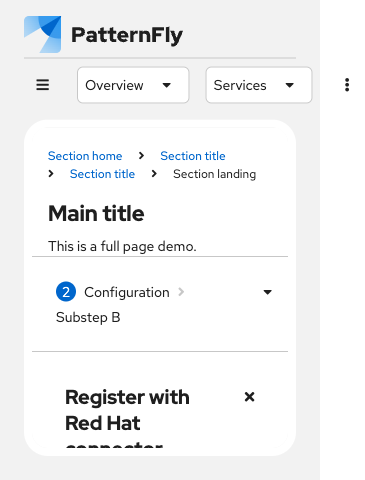 PatternFly
Overview
Services
Section home
Section title
Section title
Section landing
Main title
This is a full page demo.
2 Configuration
Substep B
Register with
Red Hat
connector